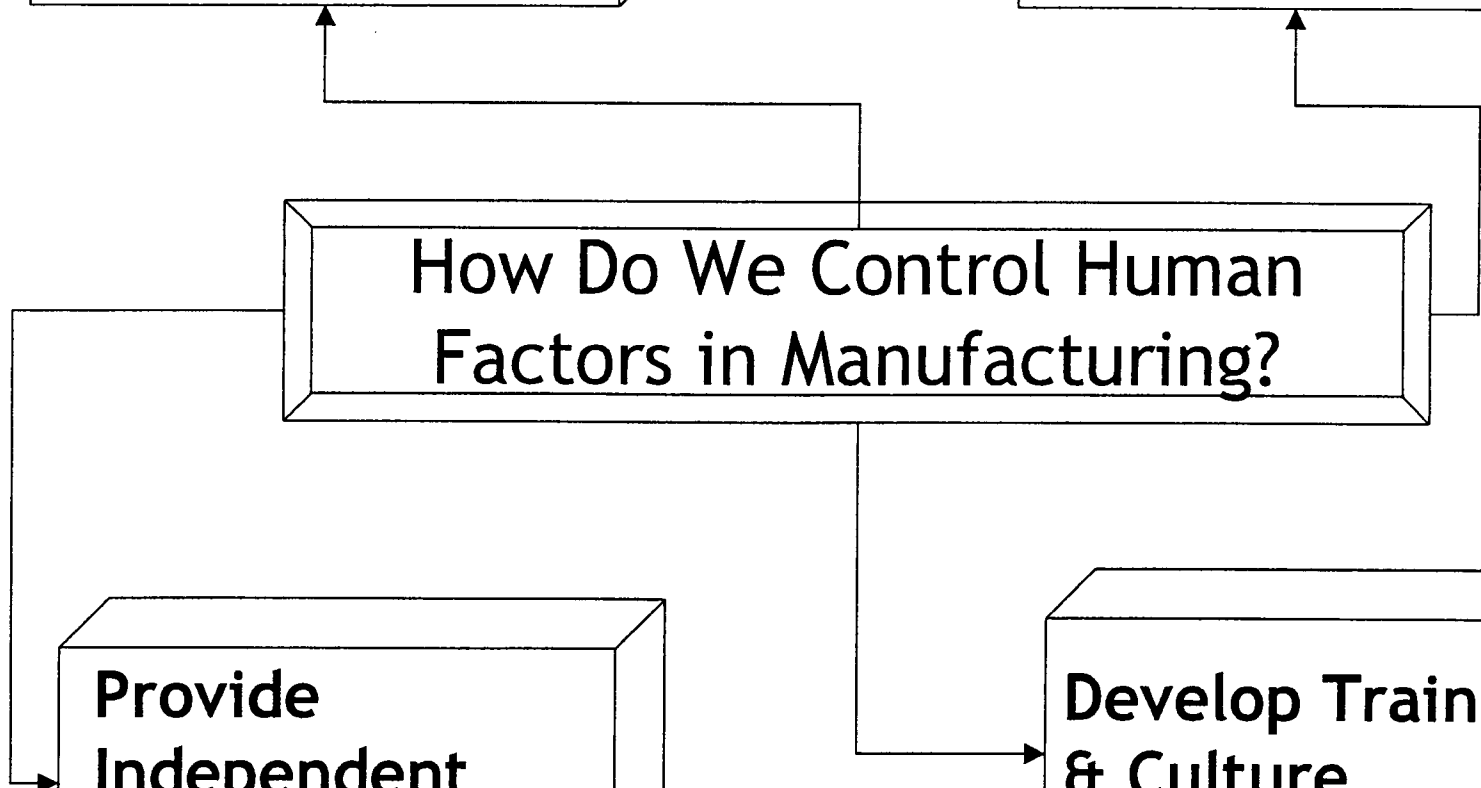 How Do We Control Human
Factors in Manufacturing?
Provide
Independent
Develop Train
& Culture